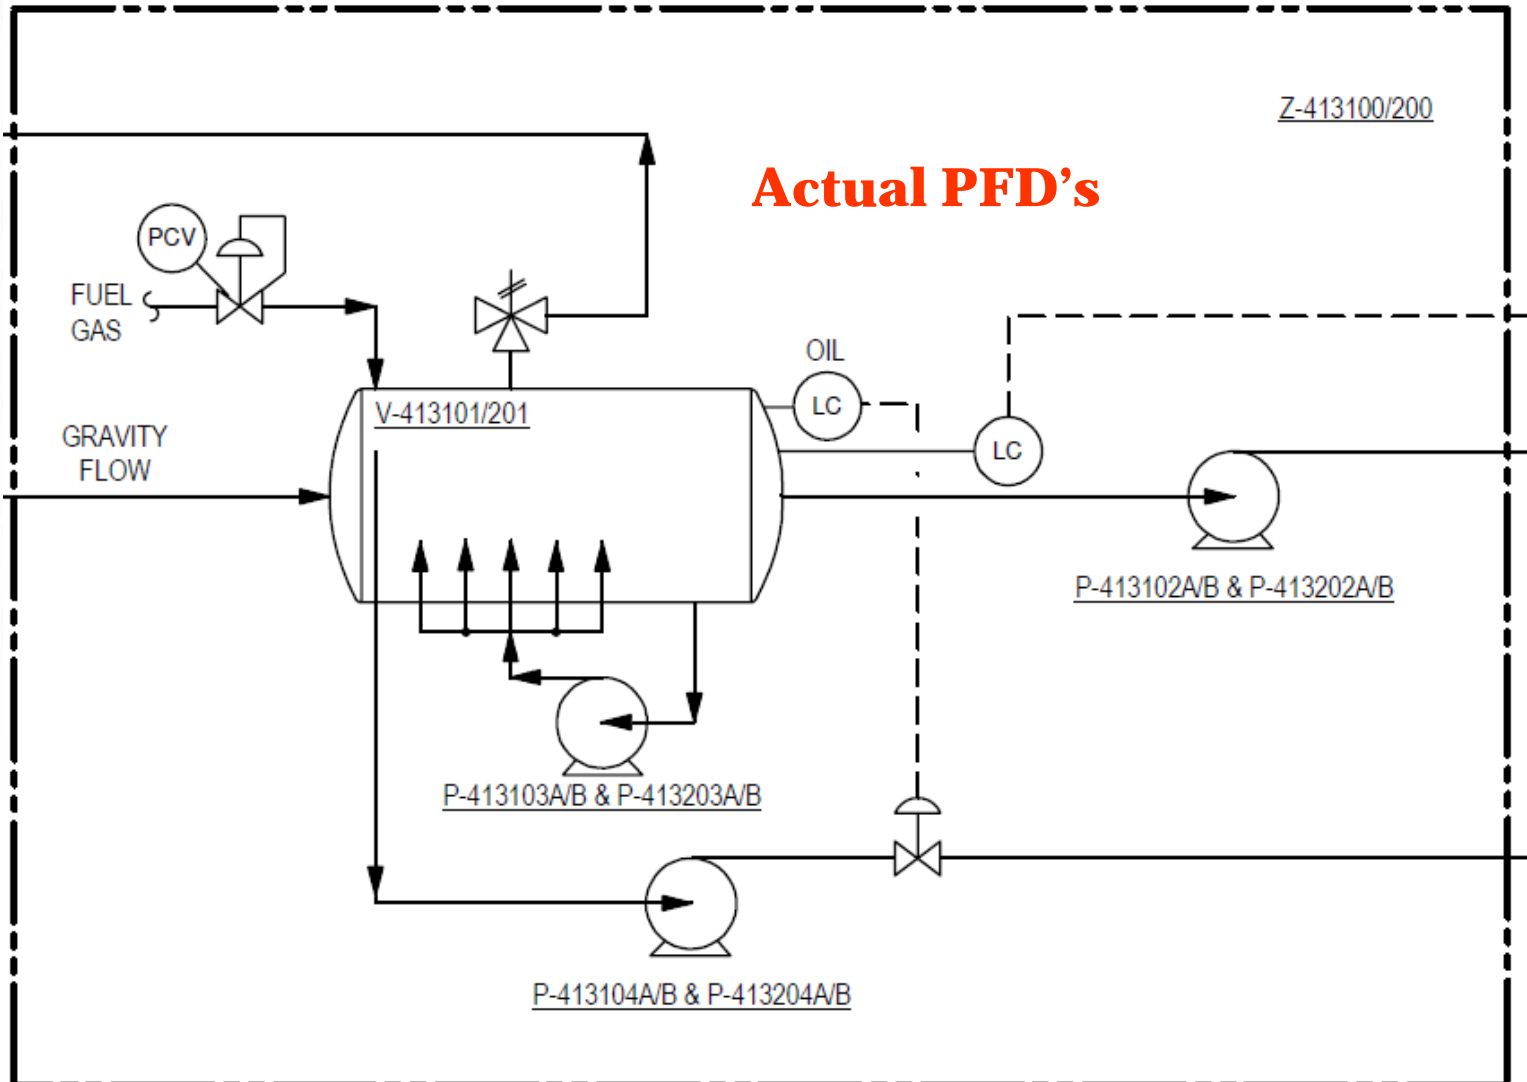 Z-413100/200
Actual PFD’s
PCV
FUEL
GAS
OIL
LC
V-413101/201
GRAVITY
FLOW
LC
P-413102A/B & P-413202A/B
P-413103A/B & P-413203A/B
P-413104A/B & P-413204A/B